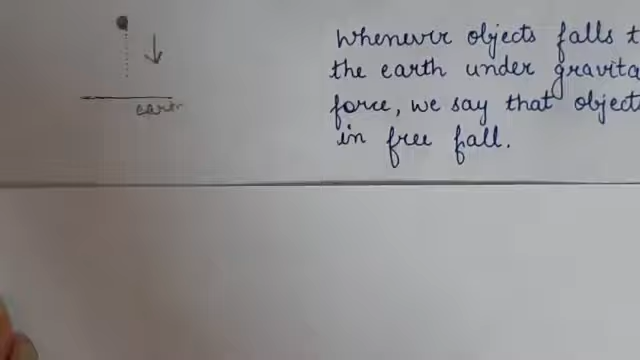 earth
Whenever objects falls t
the earth under gravita
force, we say that object
in free fall.